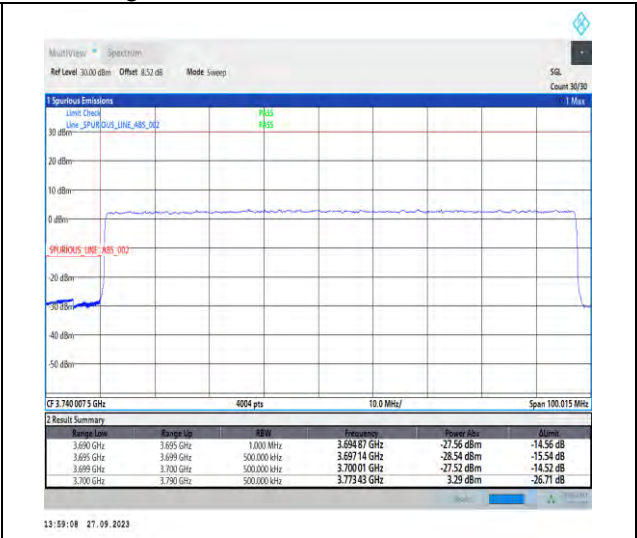 MultiView Spectrum
Ref Level 30.00 dBm Offset 8.52 dB Mode Sweep SGL
Count 30/30
1 Spurious Emissions 1 Max
Limit Check PASS
Line _SPURIOUS_LINE_ABS_002 PASS
30 dBm
20 dBm
10 dBm
0 dBm
SPURIOUS_LINE_ABS_002
-20 dBm
-30 dBm
-40 dBm
-50 dBm
CF 3.740 007 5 GHz 4004 pts 10.0 MHz/ Span 100.015 MHz
2 Result Summary
Range Low Range Up RBW Frequency Power Abs ΔLimit
3.690 GHz 3.695 GHz 1.000 MHz 3.694 87 GHz -27.56 dBm -14.56 dB
3.695 GHz 3.699 GHz 500.000 kHz 3.697 14 GHz -28.54 dBm -15.54 dB
3.699 GHz 3.700 GHz 500.000 kHz 3.700 01 GHz -27.52 dBm -14.52 dB
3.700 GHz 3.790 GHz 500.000 kHz 3.773 43 GHz 3.29 dBm -26.71 dB
13:59:08 27.09.2023